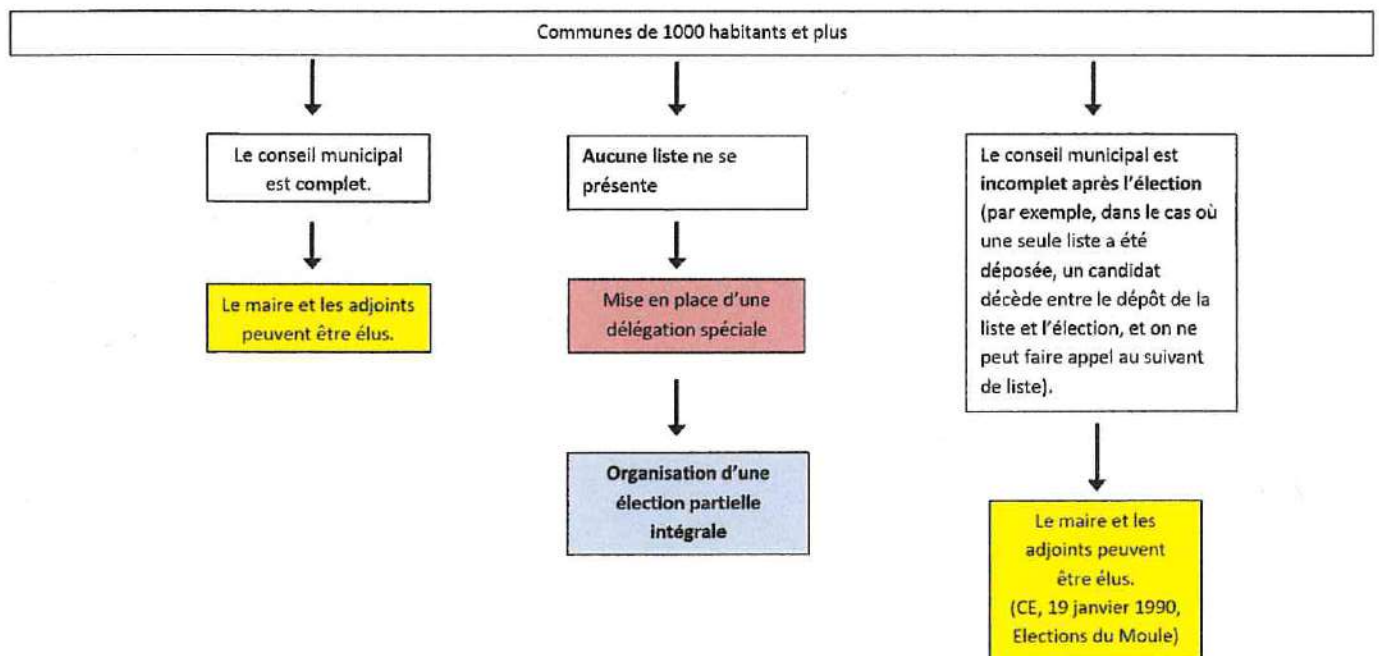 Communes de 1000 habitants et plus
Le conseil municipal
est complet.
Le maire et les adjoints
peuvent être élus.
Aucune liste ne se
présente
Mise en place d'une
délégation spéciale
Organisation d'une
élection partielle
intégrale
Le conseil municipal est
incomplet après l'élection
(par exemple, dans le cas où
une seule liste a été
déposée, un candidat
décède entre le dépôt de la
liste et l'élection, et on ne
peut faire appel au suivant
de liste).
Le maire et les
adjoints peuvent
être élus.
(CE, 19 janvier 1990,
Elections du Moule)